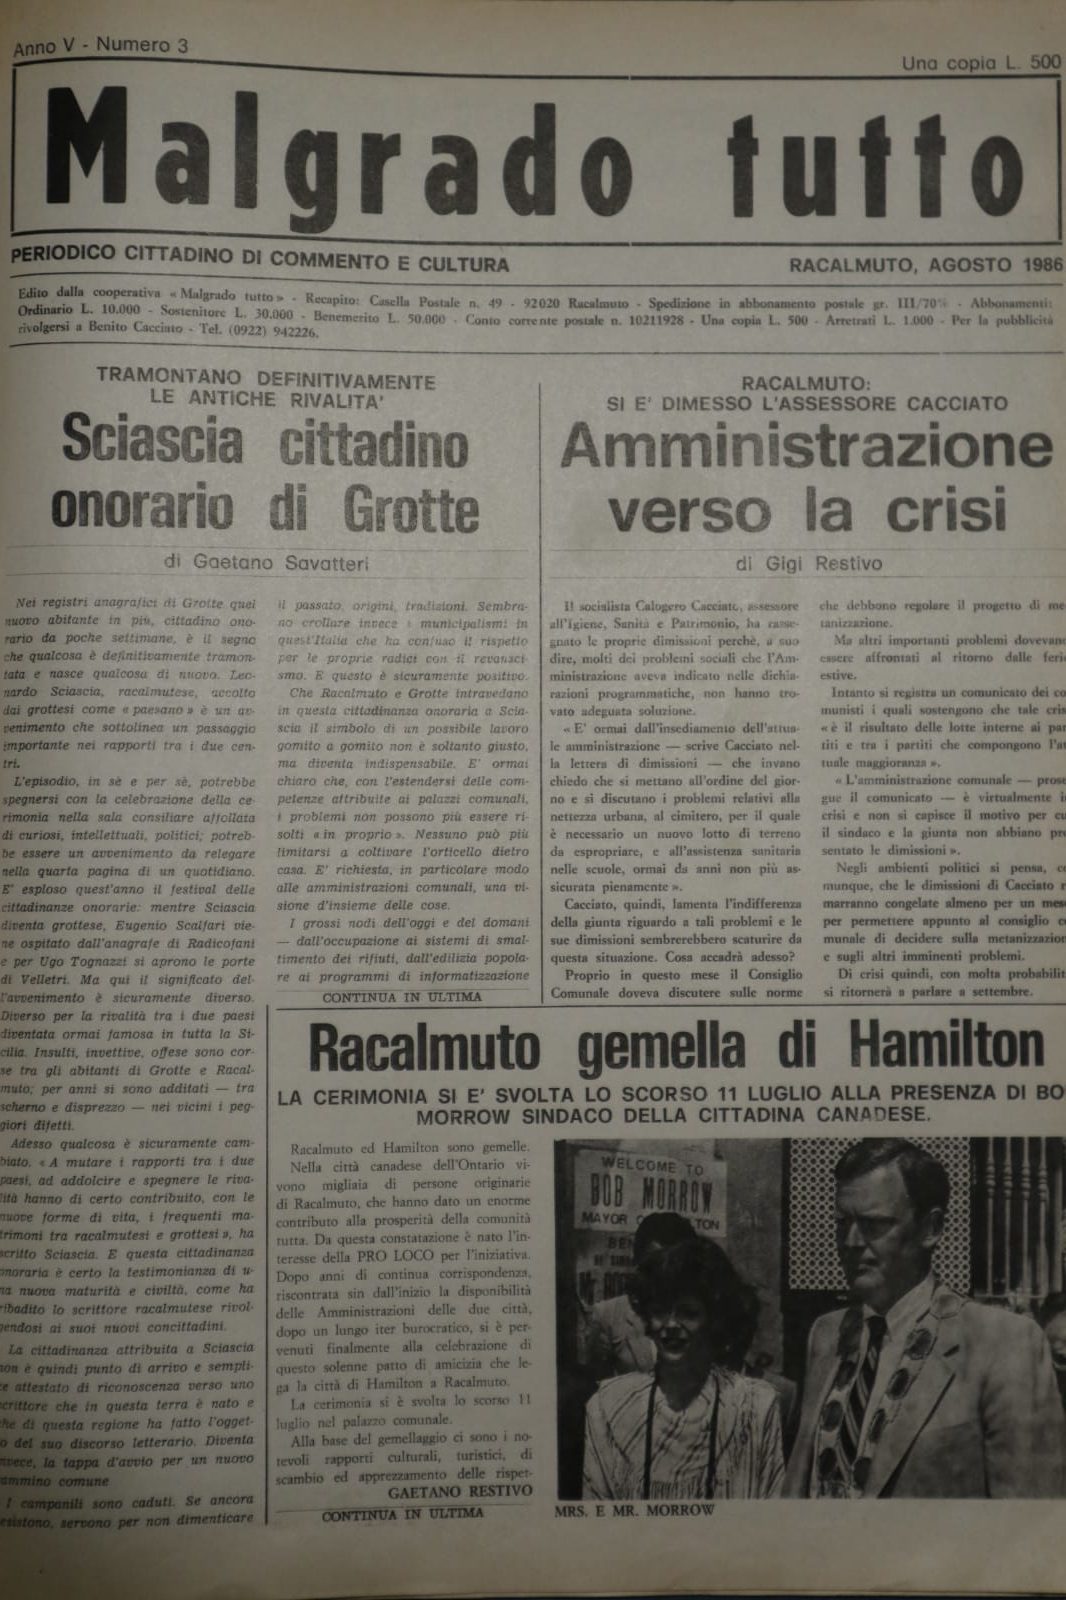 Anno V - Numero 3
Una copia L. 500
Malgrado tutto
PERIODICO CITTADINO DI COMMENTO E CULTURA
RACALMUTO, AGOSTO 1986
Edito dalla cooperativa « Malgrado tutto » - Recapito: Casella Postale n. 49 - 92020 Racalmuto - Spedizione in abbonamento postale gr. III/70% - Abbonamenti:
Ordinario L. 10.000 - Sostenitore L. 30.000 - Benemerito L. 50.000 - Conto corrente postale n. 10211928 - Una copia L. 500 - Arretrati L. 1.000 - Per la pubblicità
rivolgersi a Benito Cacciato - Tel. (0922) 942226.
TRAMONTANO DEFINITIVAMENTE
LE ANTICHE RIVALITA'
Sciascia cittadino
onorario di Grotte
di Gaetano Savatteri
Nei registri anagrafici di Grotte quel
nuovo abitante in più, cittadino ono-
rario da poche settimane, è il segno
che qualcosa è definitivamente tramon-
tata e nasce qualcosa di nuovo. Leo-
nardo Sciascia, racalmutese, accolto
dai grottesi come « paesano » è un av-
venimento che sottolinea un passaggio
importante nei rapporti tra i due cen-
tri.
L'episodio, in sè e per sè, potrebbe
spegnersi con la celebrazione della ce-
rimonia nella sala consiliare affollata
di curiosi, intellettuali, politici; potreb-
be essere un avvenimento da relegare
nella quarta pagina di un quotidiano.
E' esploso quest'anno il festival delle
cittadinanze onorarie: mentre Sciascia
diventa grottese, Eugenio Scalfari vie-
ne ospitato dall'anagrafe di Radicofani
e per Ugo Tognazzi si aprono le porte
di Velletri. Ma qui il significato del-
l'avvenimento è sicuramente diverso.
Diverso per la rivalità tra i due paesi
diventata ormai famosa in tutta la Si-
cilia. Insulti, invettive, offese sono cor-
se tra gli abitanti di Grotte e Racal-
muto; per anni si sono additati — tra
scherno e disprezzo — nei vicini i peg-
giori difetti.
Adesso qualcosa è sicuramente cam-
biato. « A mutare i rapporti tra i due
paesi, ad addolcire e spegnere le riva-
lità hanno di certo contribuito, con le
nuove forme di vita, i frequenti ma-
trimoni tra racalmutesi e grottesi », ha
scritto Sciascia. E questa cittadinanza
onoraria è certo la testimonianza di u-
na nuova maturità e civiltà, come ha
ribadito lo scrittore racalmutese rivol-
gendosi ai suoi nuovi concittadini.
La cittadinanza attribuita a Sciascia
non è quindi punto di arrivo e sempli-
ce attestato di riconoscenza verso uno
scrittore che in questa terra è nato e
che di questa regione ha fatto l'ogget-
o del suo discorso letterario. Diventa
nvece, la tappa d'avvio per un nuovo
ammino comune
I campanili sono caduti. Se ancora
esistono, servono per non dimenticare
il passato, origini, tradizioni. Sembra-
no crollare invece i municipalismi in
quest'Italia che ha confuso il rispetto
per le proprie radici con il revansci-
smo. E questo è sicuramente positivo.
Che Racalmuto e Grotte intravedano
in questa cittadinanza onoraria a Scia-
scia il simbolo di un possibile lavoro
gomito a gomito non è soltanto giusto,
ma diventa indispensabile. E' ormai
chiaro che, con l'estendersi delle com-
petenze attribuite ai palazzi comunali,
i problemi non possono più essere ri-
solti « in proprio ». Nessuno può più
limitarsi a coltivare l'orticello dietro
casa. E' richiesta, in particolare modo
alle amministrazioni comunali, una vi-
sione d'insieme delle cose.
I grossi nodi dell'oggi e del domani
— dall'occupazione ai sistemi di smal-
timento dei rifiuti, dall'edilizia popola-
re ai programmi di informatizzazione
CONTINUA IN ULTIMA
RACALMUTO:
SI E' DIMESSO L'ASSESSORE CACCIATO
Amministrazione
verso la crisi
di Gigi Restivo
Il socialista Calogero Cacciato, assessore
all'Igiene, Sanità e Patrimonio, ha rasse-
gnato le proprie dimissioni perchè, a suo
dire, molti dei problemi sociali che l'Am-
ministrazione aveva indicato nelle dichia-
razioni programmatiche, non hanno tro-
vato adeguata soluzione.
« E' ormai dall'insediamento dell'attua-
le amministrazione — scrive Cacciato nel-
la lettera di dimissioni — che invano
chiedo che si mettano all'ordine del gior-
no e si discutano i problemi relativi alla
nettezza urbana, al cimitero, per il quale
è necessario un nuovo lotto di terreno
da espropriare, e all'assistenza sanitaria
nelle scuole, ormai da anni non più as-
sicurata pienamente ».
Cacciato, quindi, lamenta l'indifferenza
della giunta riguardo a tali problemi e le
sue dimissioni sembrerebbero scaturire da
questa situazione. Cosa accadrà adesso?
Proprio in questo mese il Consiglio
Comunale doveva discutere sulle norme
che debbono regolare il progetto di me
tanizzazione.
Ma altri importanti problemi dovevano
essere affrontati al ritorno dalle ferie
estive.
Intanto si registra un comunicato dei co
munisti i quali sostengono che tale cris
« è il risultato delle lotte interne ai par
titi e tra i partiti che compongono l'at
tuale maggioranza ».
« L'amministrazione comunale — prose
gue il comunicato — è virtualmente in
crisi e non si capisce il motivo per cu
il sindaco e la giunta non abbiano pre
sentato le dimissioni ».
Negli ambienti politici si pensa, co
munque, che le dimissioni di Cacciato r
marranno congelate almeno per un mese
per permettere appunto al consiglio co
munale di decidere sulla metanizzazione
e sugli altri imminenti problemi.
Di crisi quindi, con molta probabilit
si ritornerà a parlare a settembre.
Racalmuto gemella di Hamilton
LA CERIMONIA SI E' SVOLTA LO SCORSO 11 LUGLIO ALLA PRESENZA DI BO
MORROW SINDACO DELLA CITTADINA CANADESE.
Racalmuto ed Hamilton sono gemelle.
Nella città canadese dell'Ontario vi-
vono migliaia di persone originarie
di Racalmuto, che hanno dato un enorme
contributo alla prosperità della comunità
tutta. Da questa constatazione è nato l'in-
teresse della PRO LOCO per l'iniziativa.
Dopo anni di continua corrispondenza,
riscontrata sin dall'inizio la disponibilità
delle Amministrazioni delle due città,
dopo un lungo iter burocratico, si è per-
venuti finalmente alla celebrazione di
questo solenne patto di amicizia che le-
ga la città di Hamilton a Racalmuto.
La cerimonia si è svolta lo scorso 11
luglio nel palazzo comunale.
Alla base del gemellaggio ci sono i no-
tevoli rapporti culturali, turistici, di
scambio ed apprezzamento delle rispet-
GAETANO RESTIVO
CONTINUA IN ULTIMA
WELCOME TO
BOB MORROW
MAYOR
MRS. E MR. MORROW